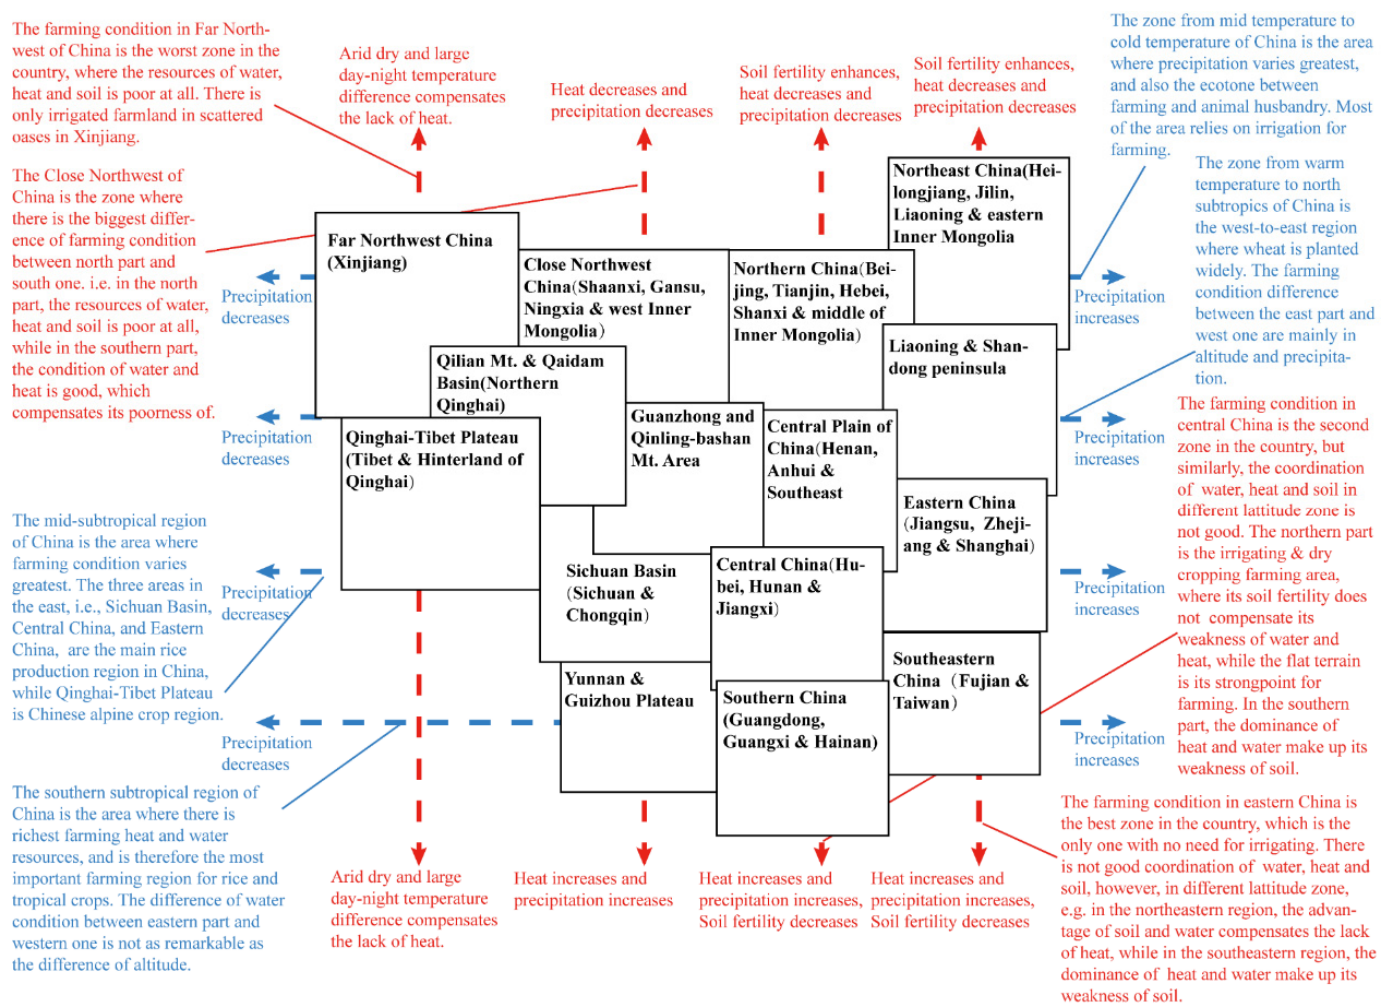 The farming condition in Far North-
west of China is the worst zone in the
country, where the resources of water,
heat and soil is poor at all. There is
only irrigated farmland in scattered
oases in Xinjiang.
The Close Northwest of
China is the zone where
there is the biggest differ-
ence of farming condition
between north part and
south one. i.e. in the north
part, the resources of water,
heat and soil is poor at all,
while in the southern part,
the condition of water and
heat is good, which
compensates its poorness of.
The mid-subtropical region
of China is the area where
farming condition varies
greatest. The three areas in
the east, i.e., Sichuan Basin,
Central China, and Eastern
China, are the main rice
production region in China,
while Qinghai-Tibet Plateau
is Chinese alpine crop region.
The southern subtropical region of
China is the area where there is
richest farming heat and water
resources, and is therefore the most
important farming region for rice and
tropical crops. The difference of water
condition between eastern part and
western one is not as remarkable as
the difference of altitude.
Arid dry and large
day-night temperature
difference compensates
the lack of heat.
Heat decreases and
precipitation decreases
Soil fertility enhances,
heat decreases and
precipitation decreases
Soil fertility enhances,
heat decreases and
precipitation decreases
Precipitation
decreases
Precipitation
decreases
Precipitation
decreases
Precipitation
decreases
Far Northwest China
(Xinjiang)
Close Northwest
China(Shaanxi, Gansu,
Ningxia & west Inner
Mongolia)
Northern China(Bei-
jing, Tianjin, Hebei,
Shanxi & middle of
Inner Mongolia)
Northeast China(Hei-
longjiang, Jilin,
Liaoning & eastern
Inner Mongolia
Qilian Mt. & Qaidam
Basin(Northern
Qinghai)
Liaoning & Shan-
dong peninsula
Qinghai-Tibet Plateau
(Tibet & Hinterland of
Qinghai)
Guanzhong and
Qinling-bashan
Mt. Area
Central Plain of
China(Henan,
Anhui &
Southeast
Eastern China
(Jiangsu, Zheji-
ang & Shanghai)
Sichuan Basin
(Sichuan &
Chongqin)
Central China(Hu-
bei, Hunan &
Jiangxi)
Yunnan &
Guizhou Plateau
Southern China
(Guangdong,
Guangxi & Hainan)
Southeastern
China (Fujian &
Taiwan)
Precipitation
increases
Precipitation
increases
Precipitation
increases
Precipitation
increases
Arid dry and large
day-night temperature
difference compensates
the lack of heat.
Heat increases and
precipitation increases
Heat increases and
precipitation increases,
Soil fertility decreases
Heat increases and
precipitation increases,
Soil fertility decreases
The zone from mid temperature to
cold temperature of China is the area
where precipitation varies greatest,
and also the ecotone between
farming and animal husbandry. Most
of the area relies on irrigation for
farming.
The zone from warm
temperature to north
subtropics of China is
the west-to-east region
where wheat is planted
widely. The farming
condition difference
between the east part and
west one are mainly in
altitude and precipita-
tion.
The farming condition in
central China is the second
zone in the country, but
similarly, the coordination
of water, heat and soil in
different lattitude zone is
not good. The northern part
is the irrigating & dry
cropping farming area,
where its soil fertility does
not compensate its
weakness of water and
heat, while the flat terrain
is its strongpoint for
farming. In the southern
part, the dominance of
heat and water make up its
weakness of soil.
The farming condition in eastern China is
the best zone in the country, which is the
only one with no need for irrigating. There
is not good coordination of water, heat and
soil, however, in different lattitude zone,
e.g. in the northeastern region, the advan-
tage of soil and water compensates the lack
of heat, while in the southeastern region, the
dominance of heat and water make up its
weakness of soil.